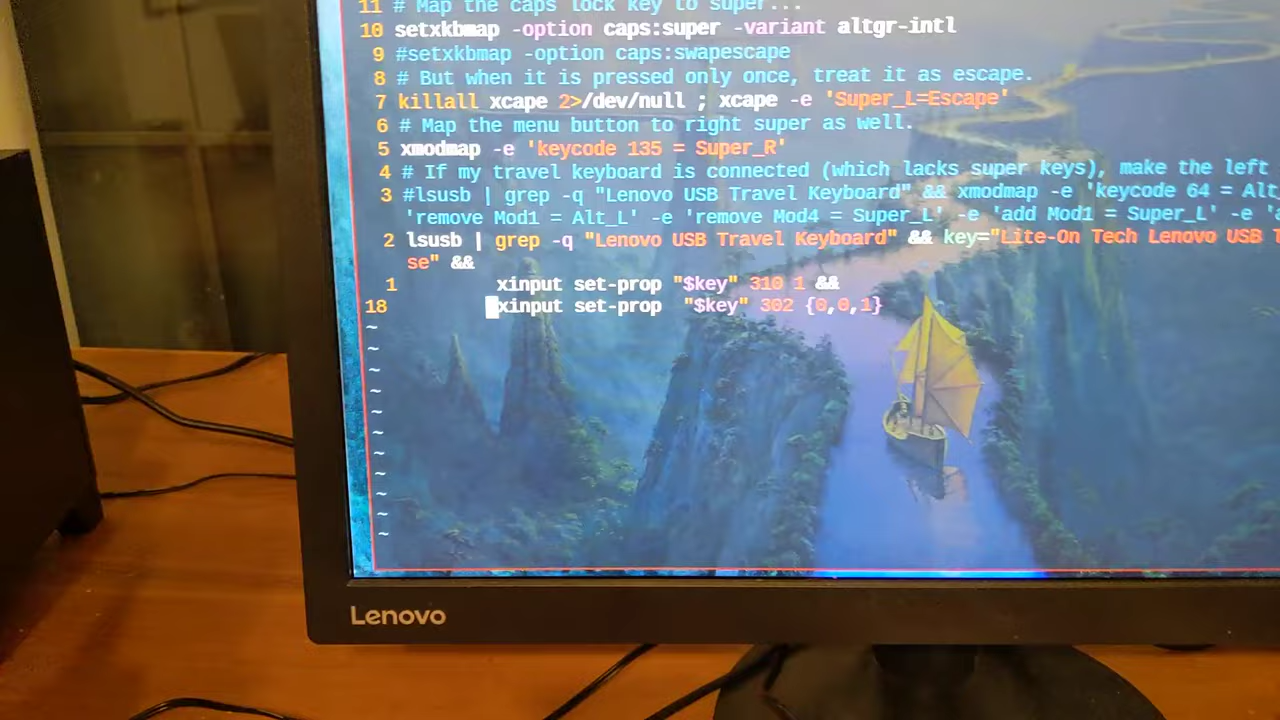 11 # Map the caps lock key to super...
10 setxkbmap -option caps:super -variant altgr-intl
9 #setxkbmap -option caps:swapescape
8 # But when it is pressed only once, treat it as escape.
7 killall xcape 2>/dev/null ; xcape -e 'Super_L=Escape'
6 # Map the menu button to right super as well.
5 xmodmap -e 'keycode 135 = Super_R'
4 # If my travel keyboard is connected (which lacks super keys), make the left
3 #lsusb | grep -q "Lenovo USB Travel Keyboard" && xmodmap -e 'keycode 64 = Alt
'remove Mod1 = Alt_L' -e 'remove Mod4 = Super_L' -e 'add Mod1 = Super_L' -e
2 lsusb | grep -q "Lenovo USB Travel Keyboard" && key="Lite-On Tech Lenovo USB
se" &&
1 xinput set-prop "$key" 310 1 &&
18 xinput set-prop "$key" 302 {0,0,1}
~
~
~
~
~
~
~
~
~
~
~
Lenovo